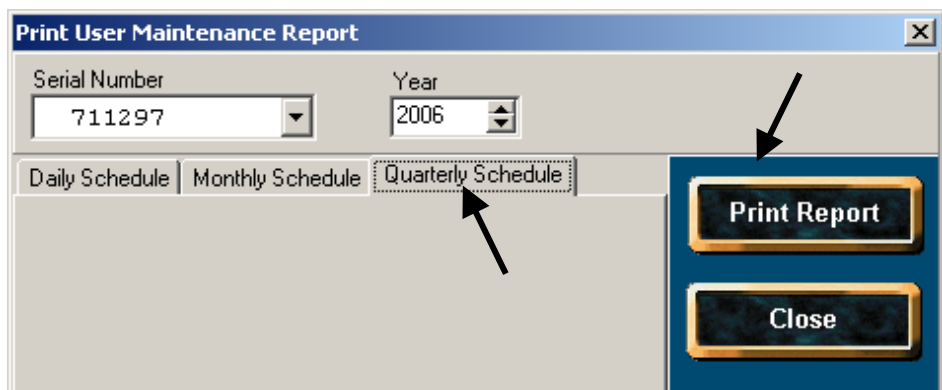 Print User Maintenance Report
Serial Number
Year
711297
2006
Daily Schedule
Monthly Schedule
Quarterly Schedule
Print Report
Close